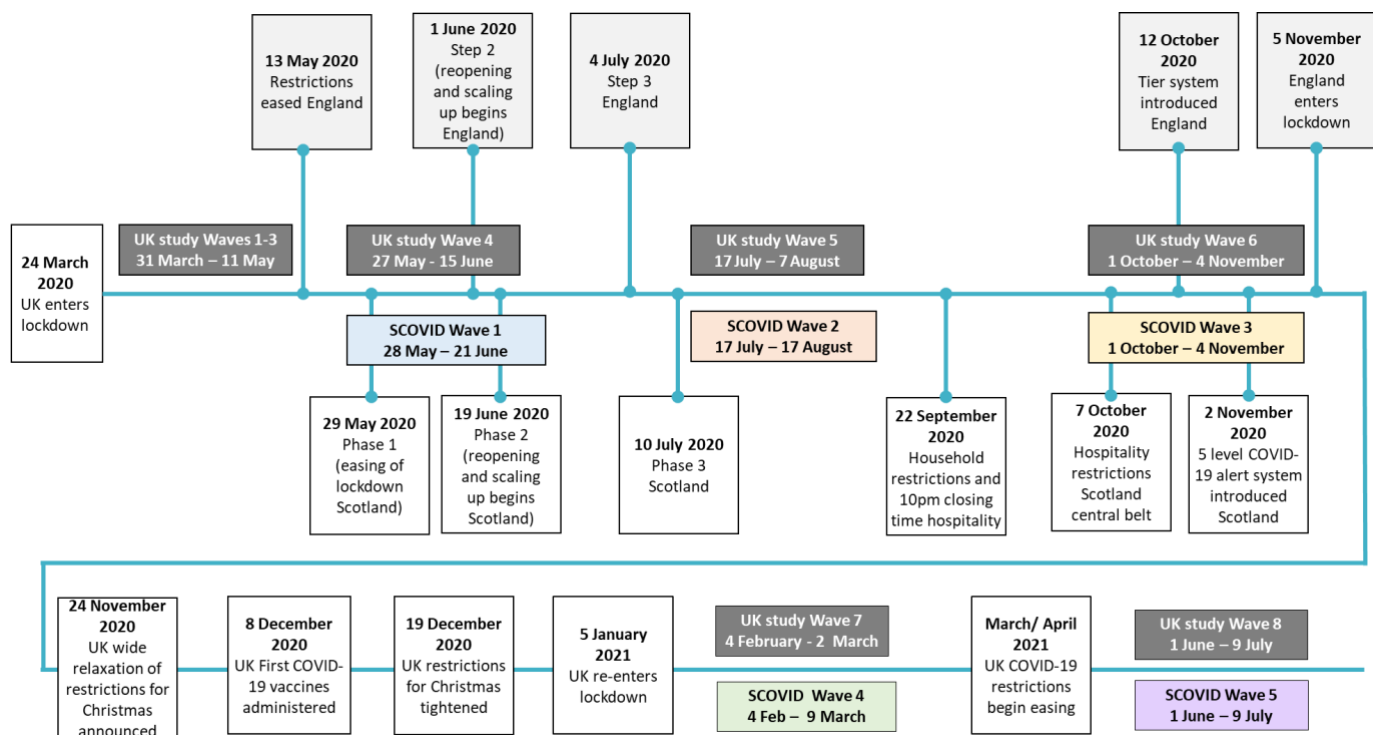 13 May 2020
Restrictions
eased England
1 June 2020
Step 2
(reopening
and scaling
up begins
England)
4 July 2020
Step 3
England
12 October
2020
Tier system
introduced
England
5 November
2020
England
enters
lockdown
24 March
2020
UK enters
lockdown
UK study Waves 1-3
31 March – 11 May
UK study Wave 4
27 May - 15 June
UK study Wave 5
17 July – 7 August
UK study Wave 6
1 October – 4 November
SCOVID Wave 1
28 May – 21 June
SCOVID Wave 2
17 July – 17 August
SCOVID Wave 3
1 October – 4 November
29 May 2020
Phase 1
(easing of
lockdown
Scotland)
19 June 2020
Phase 2
(reopening
and scaling
up begins
Scotland)
10 July 2020
Phase 3
Scotland
22 September
2020
Household
restrictions and
10pm closing
time hospitality
7 October
2020
Hospitality
restrictions
Scotland
central belt
2 November
2020
5 level COVID-
19 alert system
introduced
Scotland
24 November
2020
UK wide
relaxation of
restrictions for
Christmas
announced
8 December
2020
UK First COVID-
19 vaccines
administered
19 December
2020
UK restrictions
for Christmas
tightened
5 January
2021
UK re-enters
lockdown
UK study Wave 7
4 February - 2 March
SCOVID Wave 4
4 Feb – 9 March
March/ April
2021
UK COVID-19
restrictions
begin easing
UK study Wave 8
1 June – 9 July
SCOVID Wave 5
1 June – 9 July